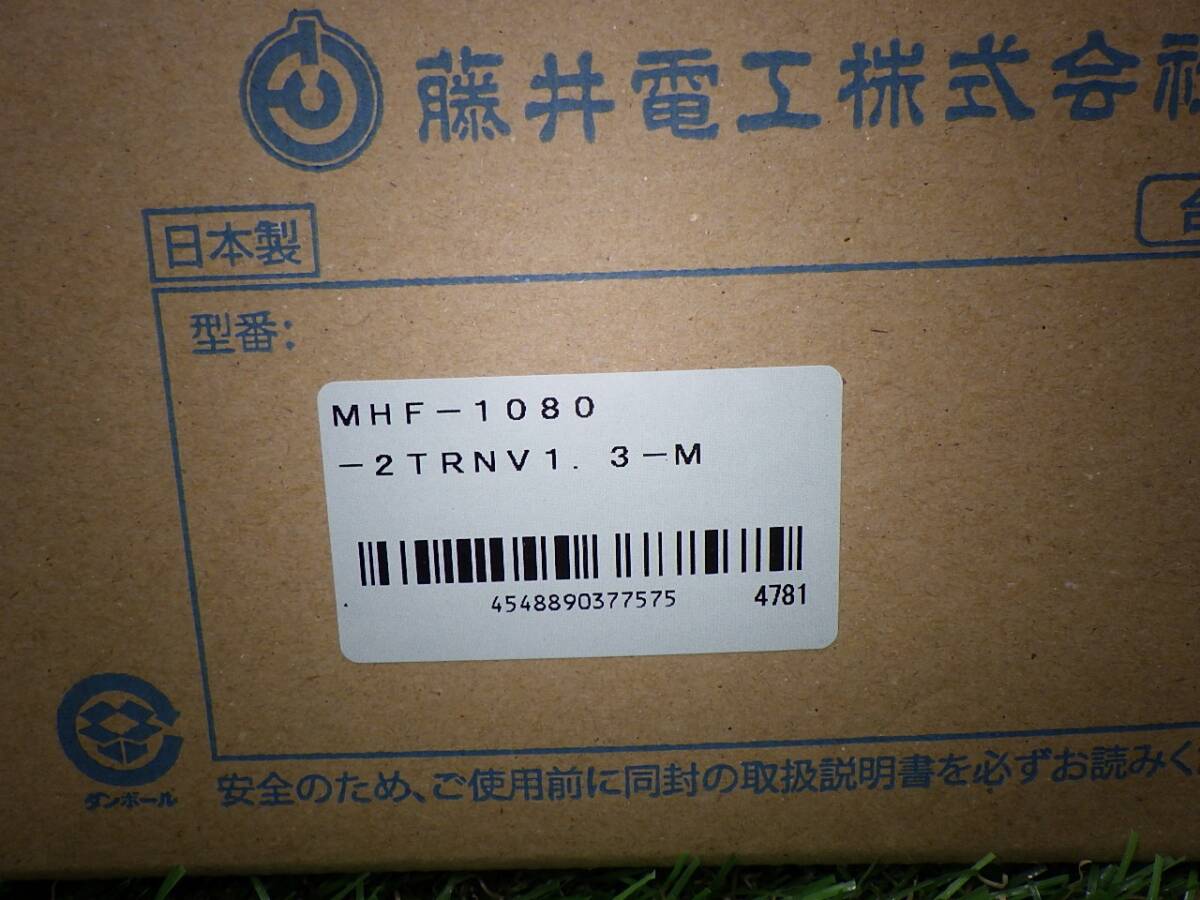 藤井電工株式会社
日本製
合
型番:
MHF-1080
-2TRNV1.3-M
4548890377575 4781
ダンボール
安全のため、ご使用前に同封の取扱説明書を必ずお読みく